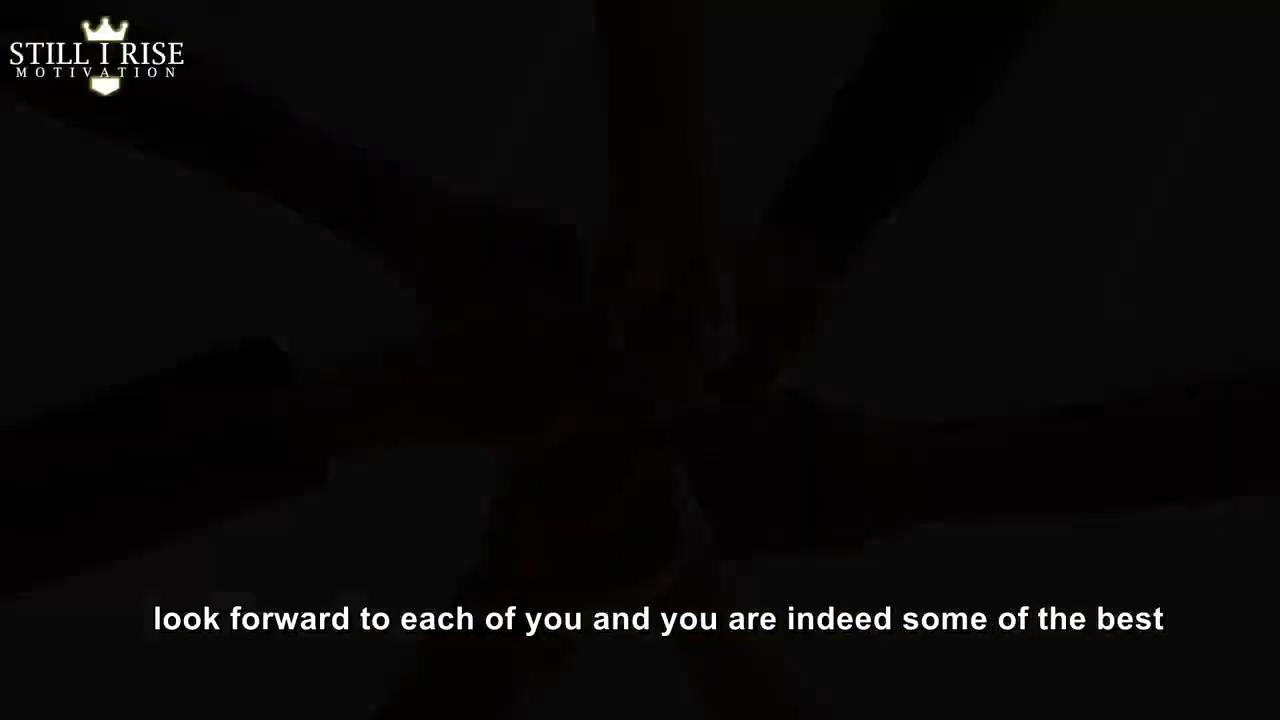 STILL I RISE
MOTIVATION
look forward to each of you and you are indeed some of the best